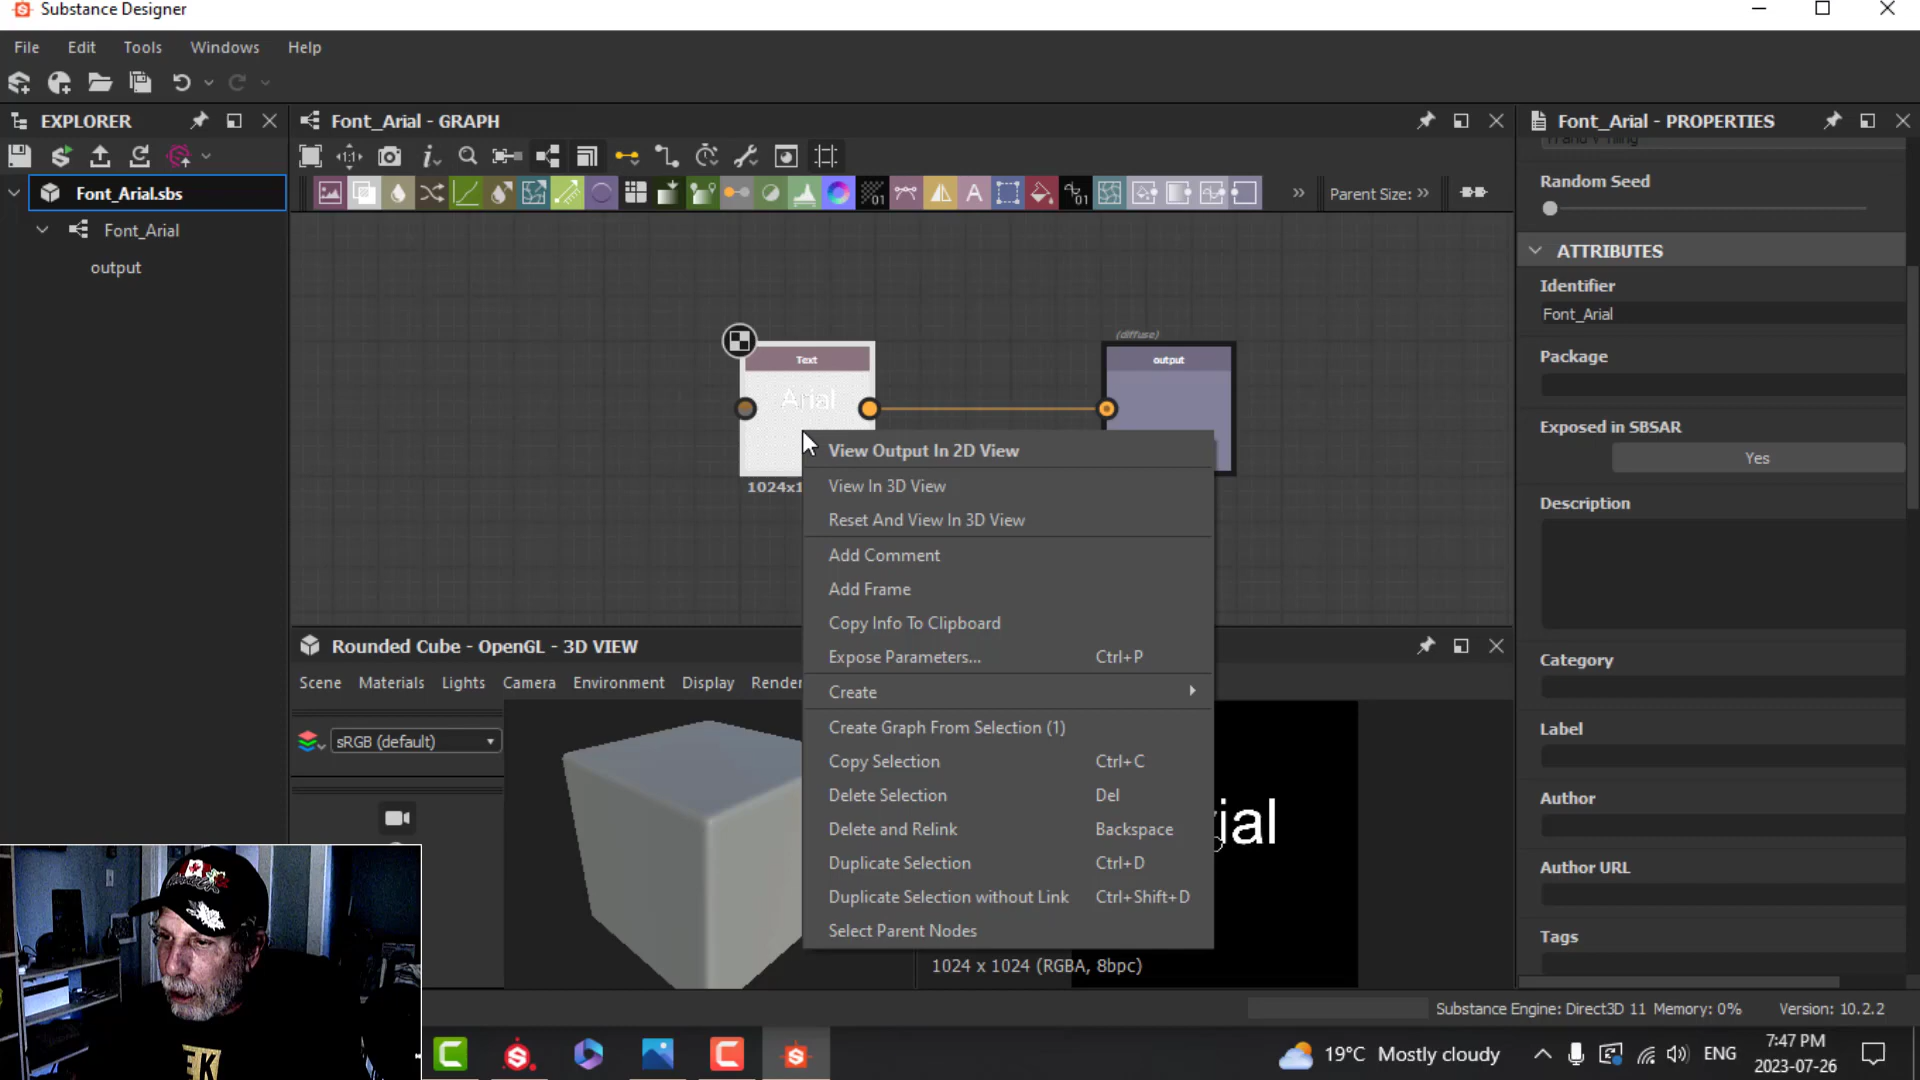 Substance Designer
File Edit Tools Windows Help
EXPLORER
Font_Arial.sbs
Font_Arial
output
Font_Arial - GRAPH
01
A
01
Parent Size:
Text
Arial
1024x1
(diffuse)
output
View Output In 2D View
View In 3D View
Reset And View In 3D View
Add Comment
Add Frame
Copy Info To Clipboard
Expose Parameters... Ctrl+P
Create
Create Graph From Selection (1)
Copy Selection Ctrl+C
Delete Selection Del
Delete and Relink Backspace
Duplicate Selection Ctrl+D
Duplicate Selection without Link Ctrl+Shift+D
Select Parent Nodes
Rounded Cube - OpenGL - 3D VIEW
Scene Materials Lights Camera Environment Display Render
sRGB (default)
ial
1024 x 1024 (RGBA, 8bpc)
Font_Arial - PROPERTIES
Random Seed
ATTRIBUTES
Identifier
Font_Arial
Package
Exposed in SBSAR
Yes
Description
Category
Label
Author
Author URL
Tags
Substance Engine: Direct3D 11 Memory: 0% Version: 10.2.2
19°C Mostly cloudy
ENG
7:47 PM
2023-07-26